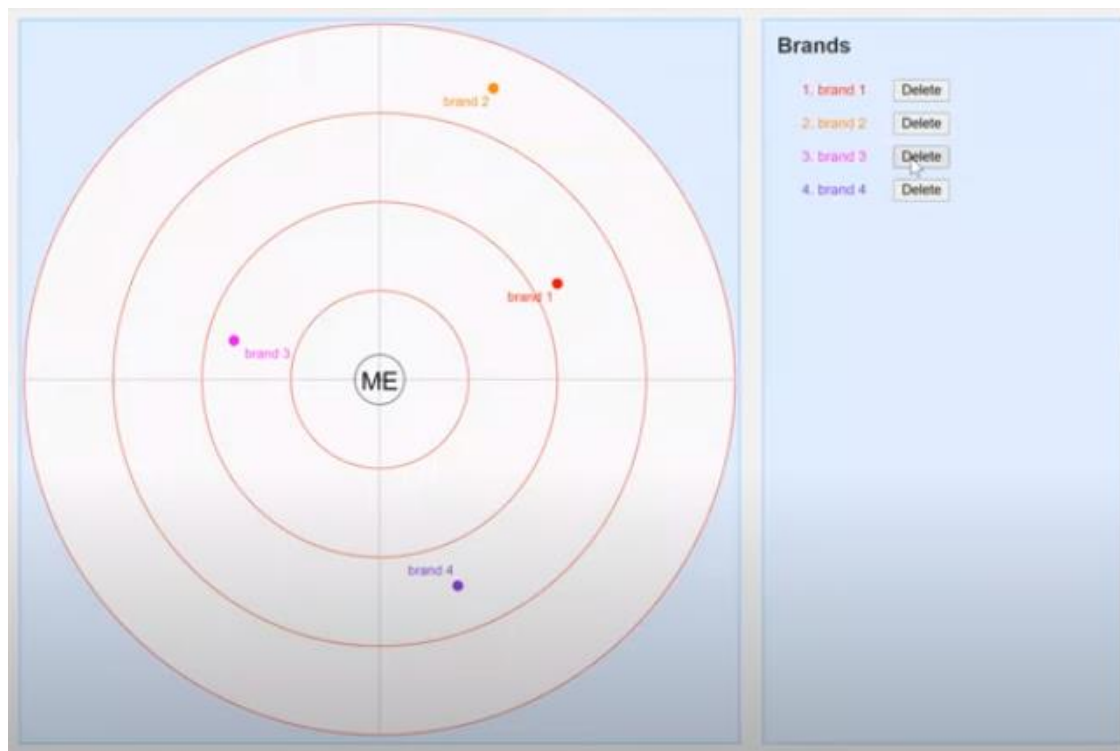 brand 2
brand 1
brand 3
ME
brand 4
Brands
1. brand 1 Delete
2. brand 2 Delete
3. brand 3 Delete
4. brand 4 Delete